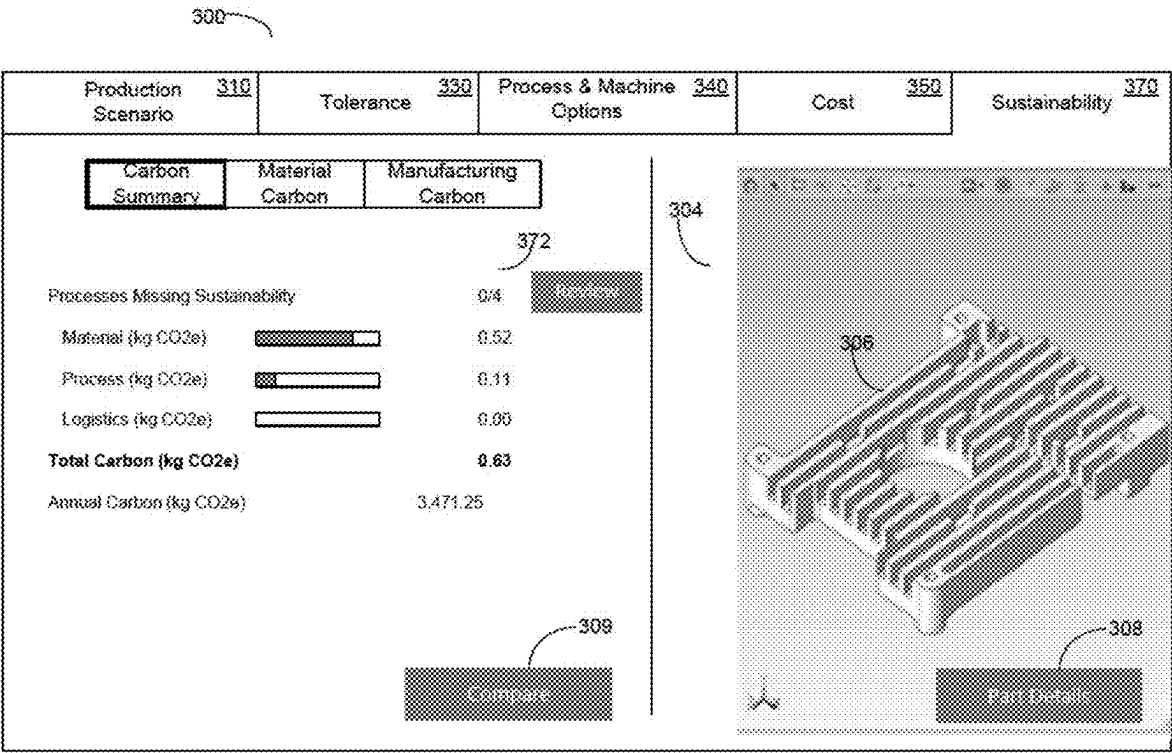 300
Production Scenario 310
Tolerance 330
Process & Machine Options 340
Cost 350
Sustainability 370
Carbon Summary
Material Carbon
Manufacturing Carbon
304
372
Processes Missing Sustainability 0/4
Material (kg CO2e) 0.52
Process (kg CO2e) 0.11
Logistics (kg CO2e) 0.00
Total Carbon (kg CO2e) 0.63
Annual Carbon (kg CO2e) 3,471.25
306
309
Compare
308
Part Details